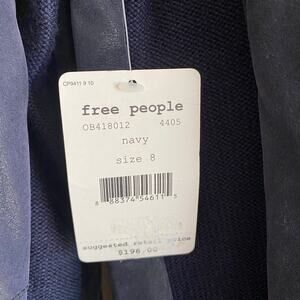 CP9411 9 10
free people
OB418012 4405
navy
size 8
8 88374 54611 5
suggested retail price
$198.00